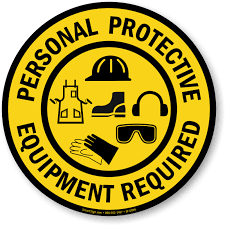 PERSONAL PROTECTIVE
EQUIPMENT REQUIRED